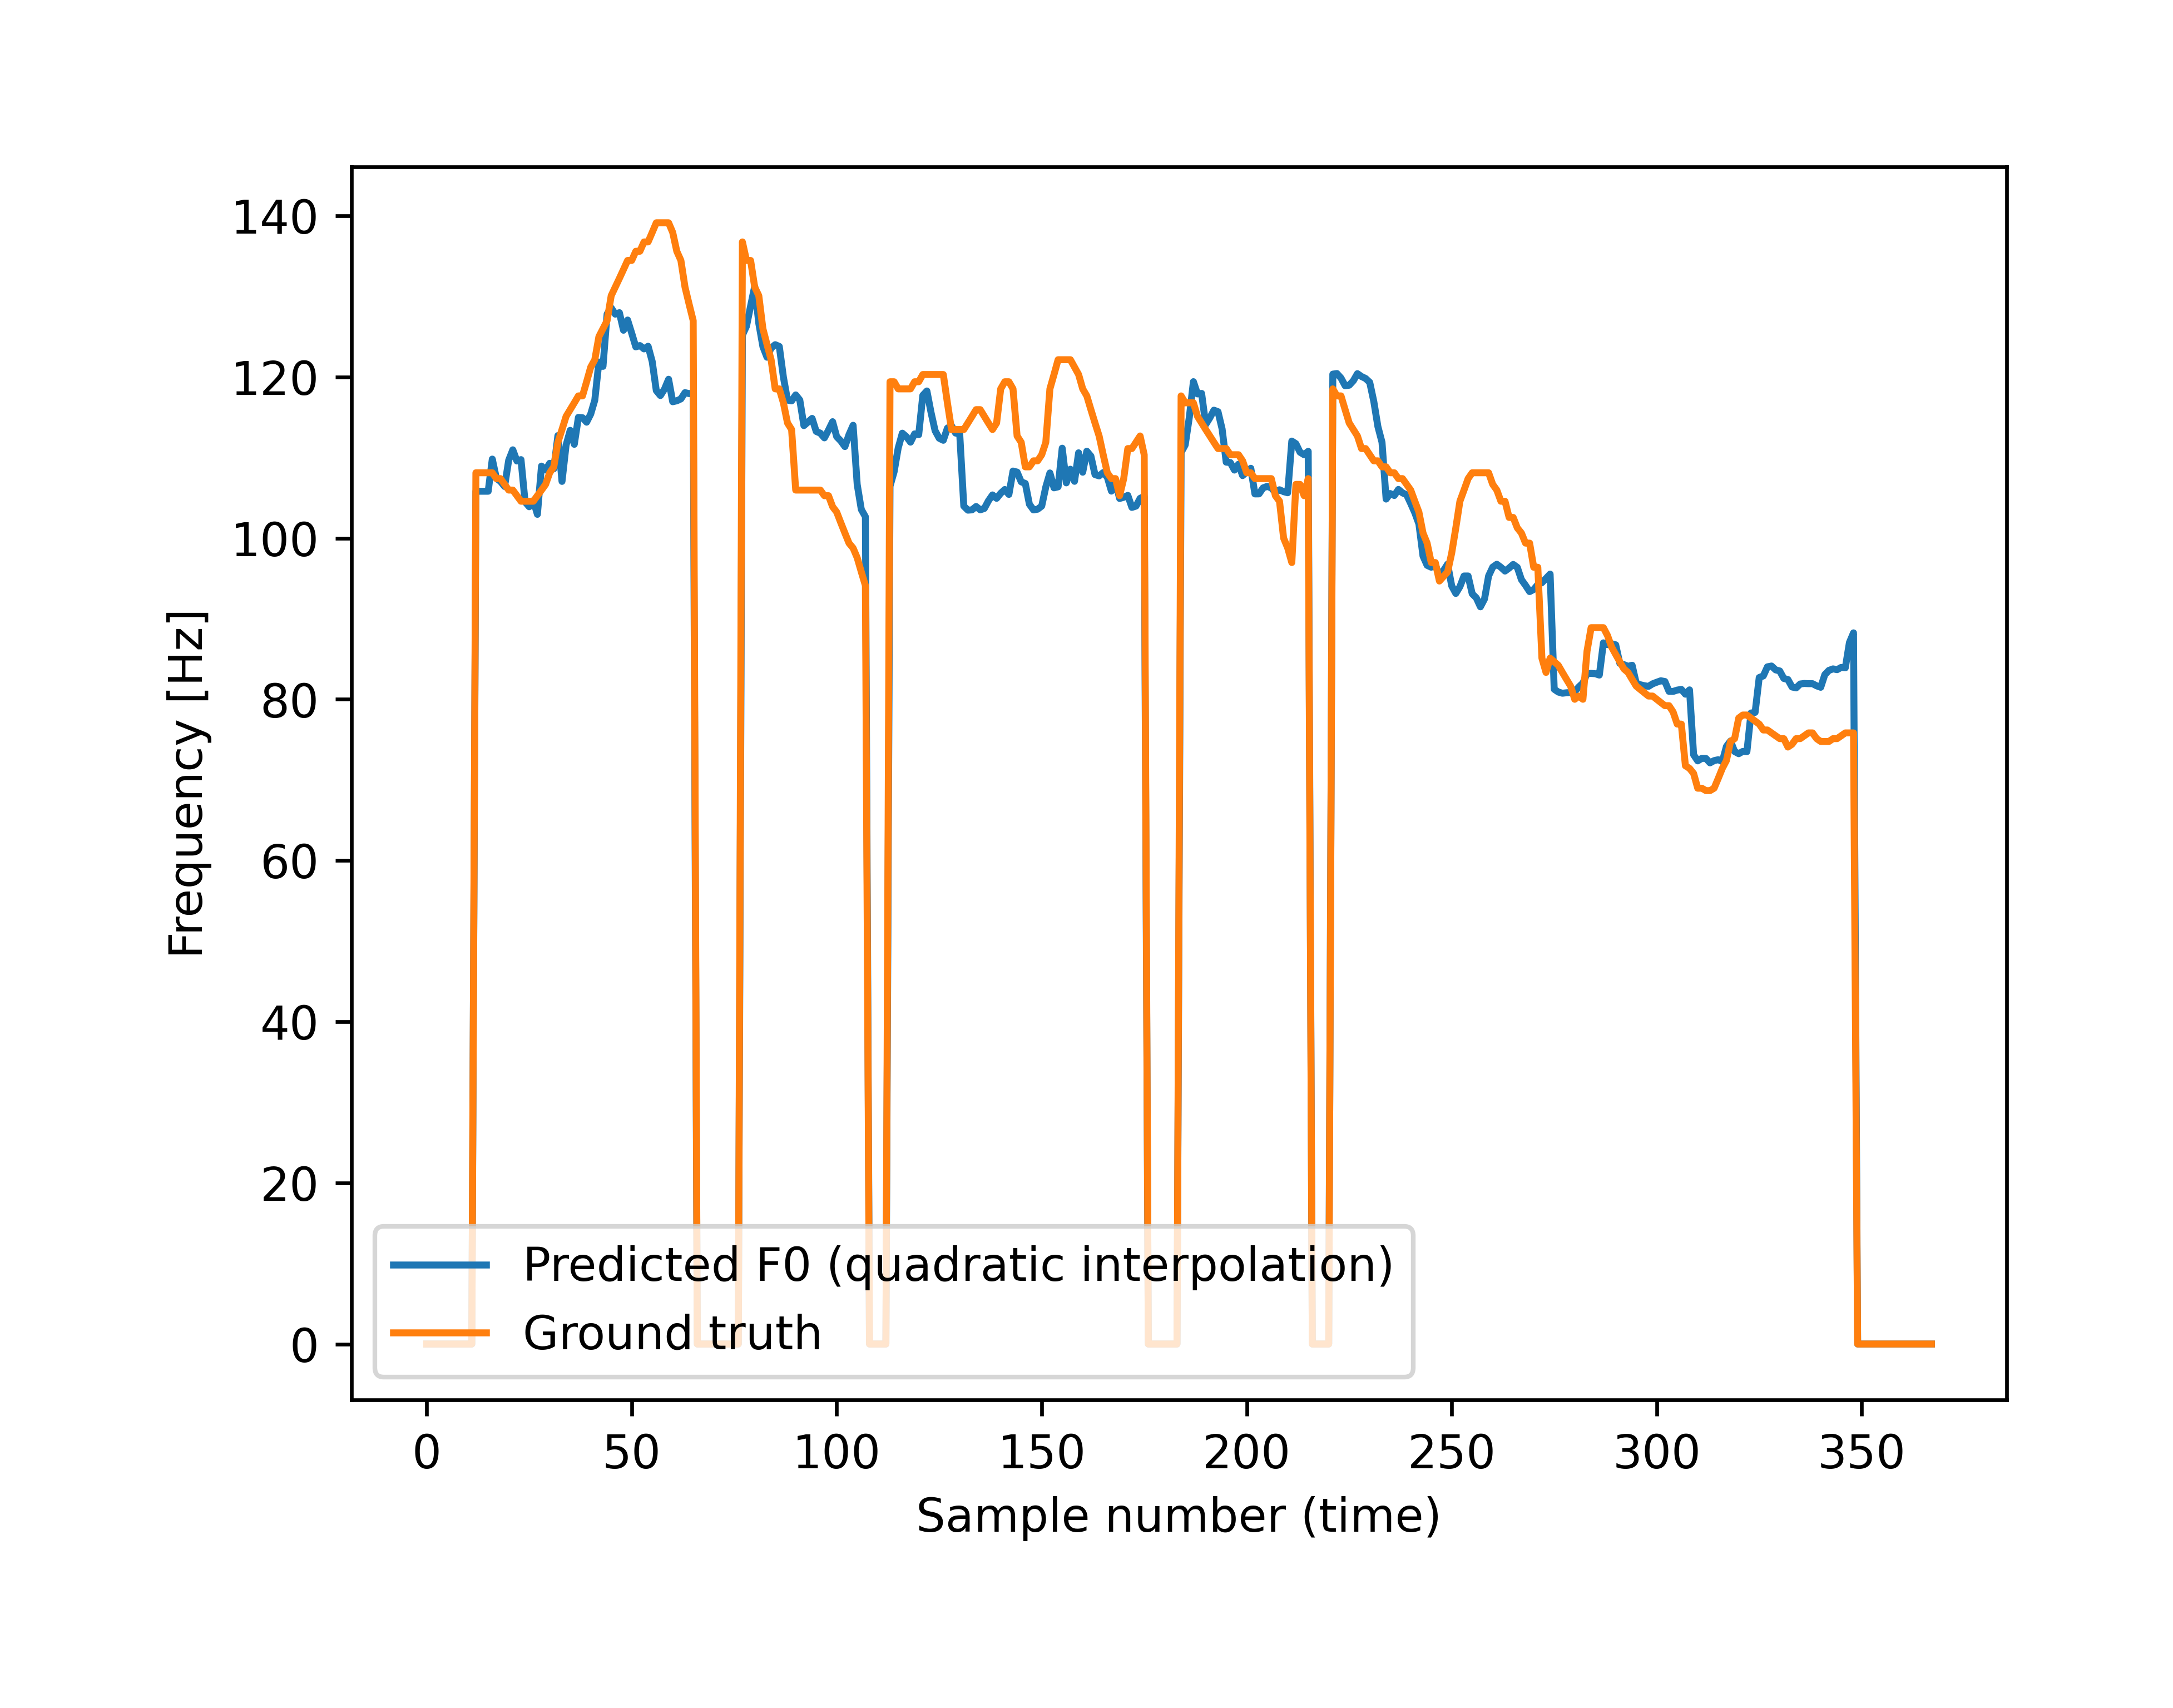 140
120
100
80
60
40
20
0
Frequency [Hz]
Predicted F0 (quadratic interpolation)
Ground truth
0 50 100 150 200 250 300 350
Sample number (time)